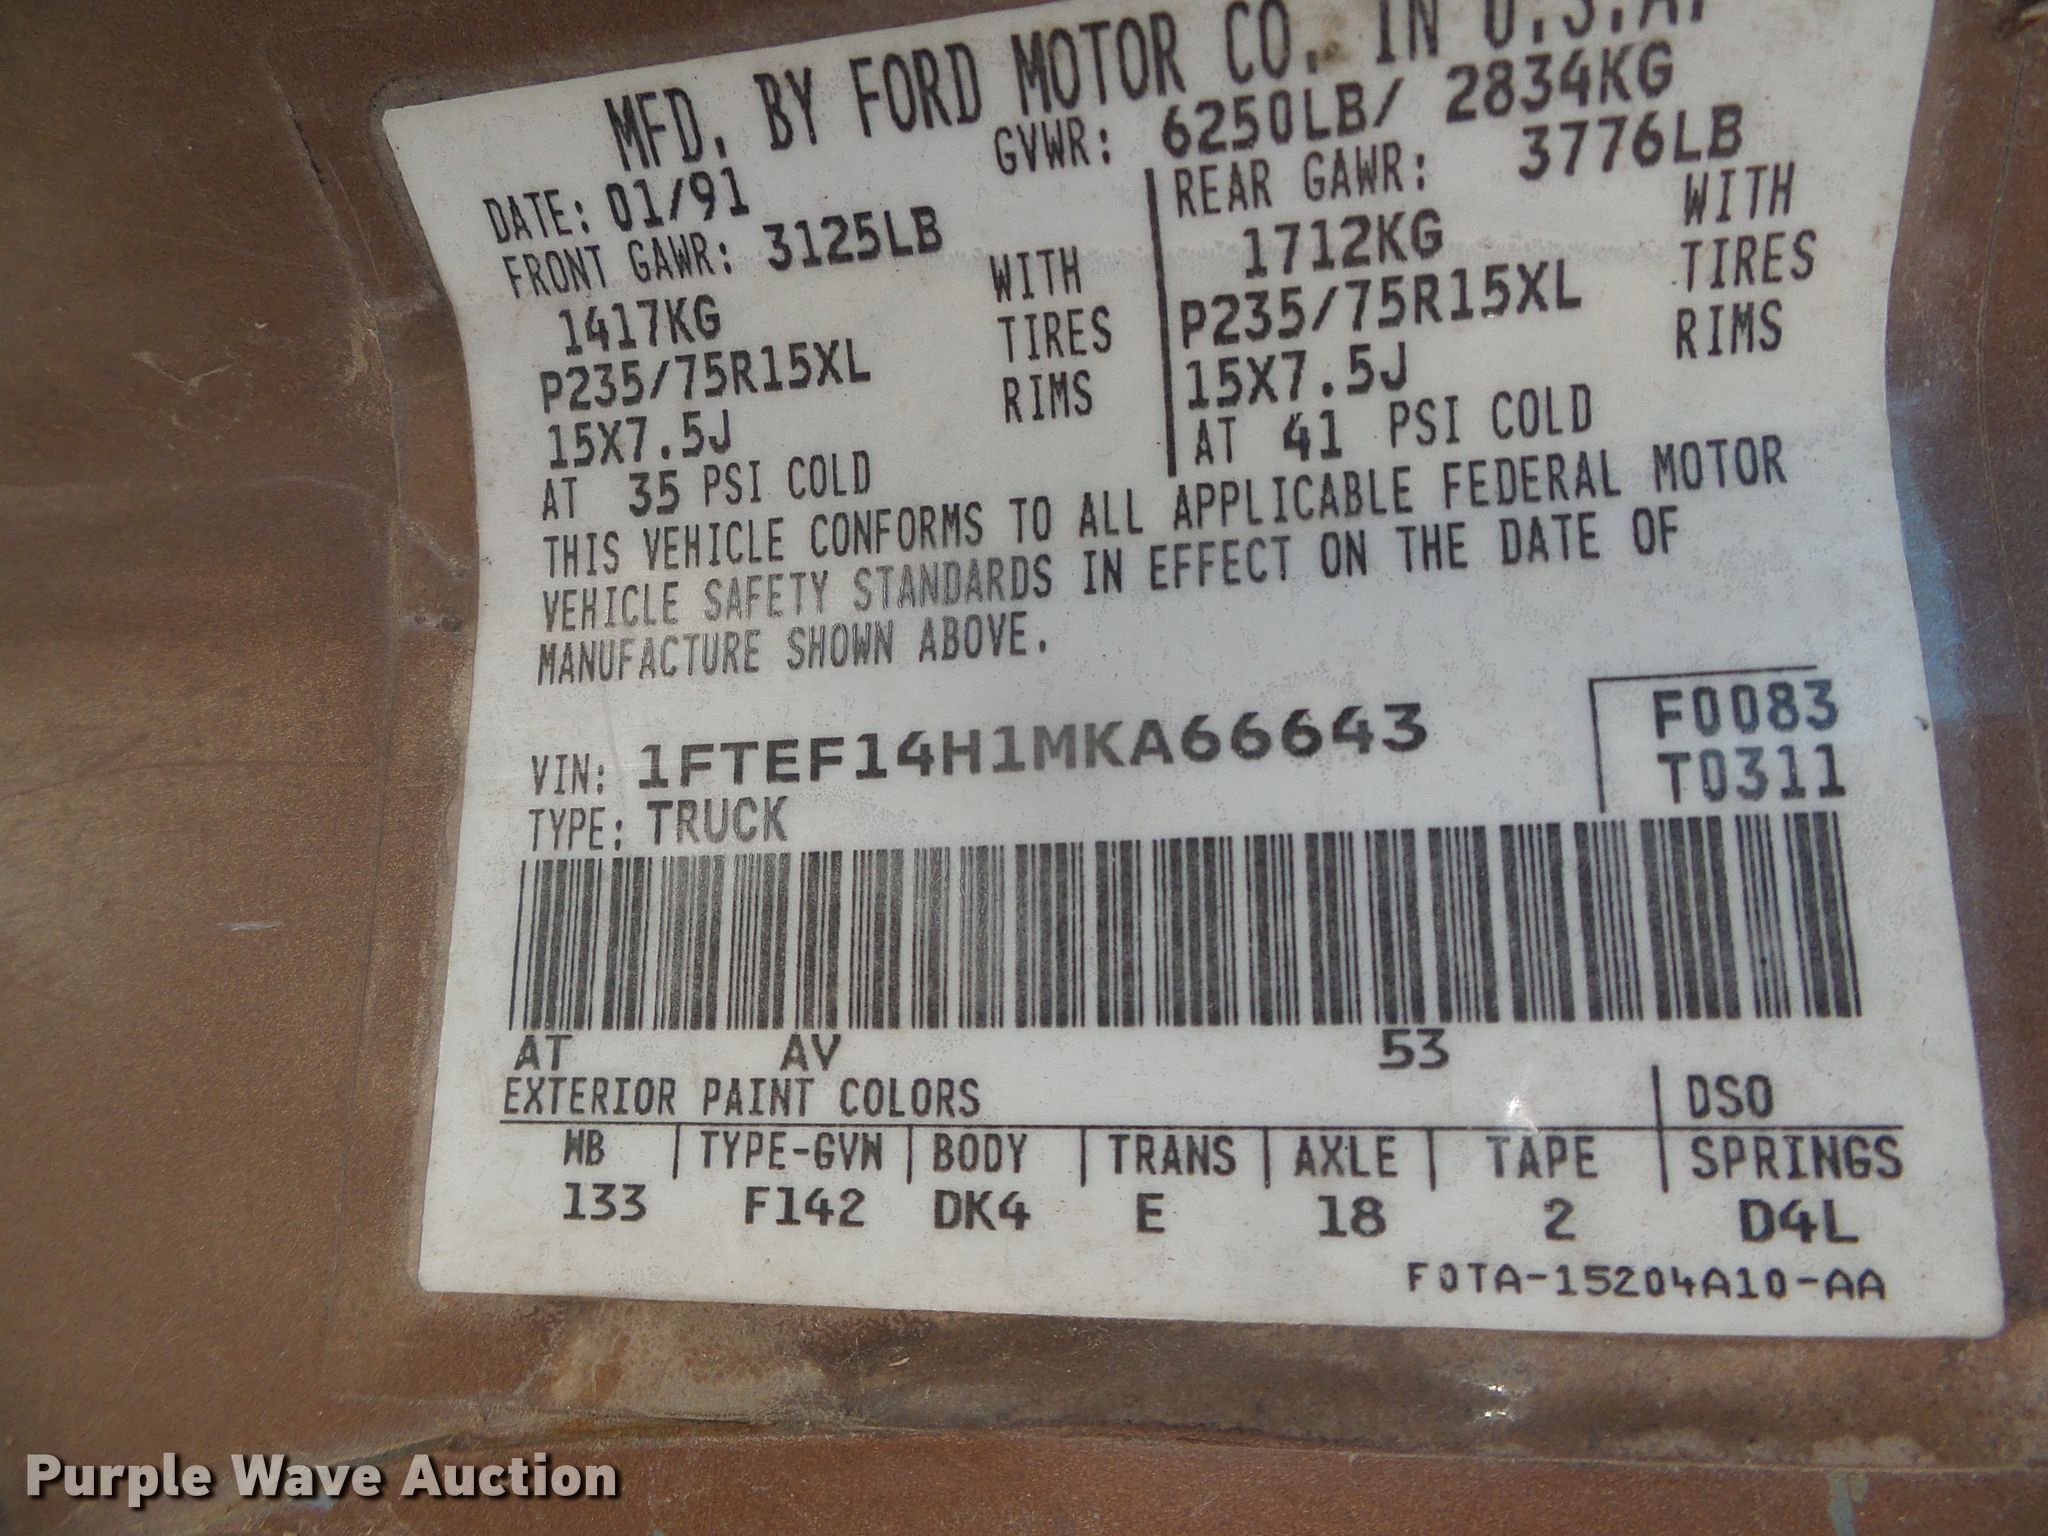 MFD. BY FORD MOTOR CO. IN U.S.A.
DATE: 01/91 GVWR: 6250LB/ 2834KG
FRONT GAWR: 3125LB REAR GAWR: 3776LB
1417KG WITH 1712KG WITH
P235/75R15XL TIRES P235/75R15XL TIRES
15X7.5J RIMS 15X7.5J RIMS
AT 35 PSI COLD AT 41 PSI COLD
THIS VEHICLE CONFORMS TO ALL APPLICABLE FEDERAL MOTOR
VEHICLE SAFETY STANDARDS IN EFFECT ON THE DATE OF
MANUFACTURE SHOWN ABOVE.
F0083
VIN: 1FTEF14H1MKA66643 T0311
TYPE: TRUCK
AT AV 53
EXTERIOR PAINT COLORS DSO
WB TYPE-GVW BODY TRANS AXLE TAPE SPRINGS
133 F142 DK4 E 18 2 D4L
F0TA-15204A10-AA
Purple Wave Auction